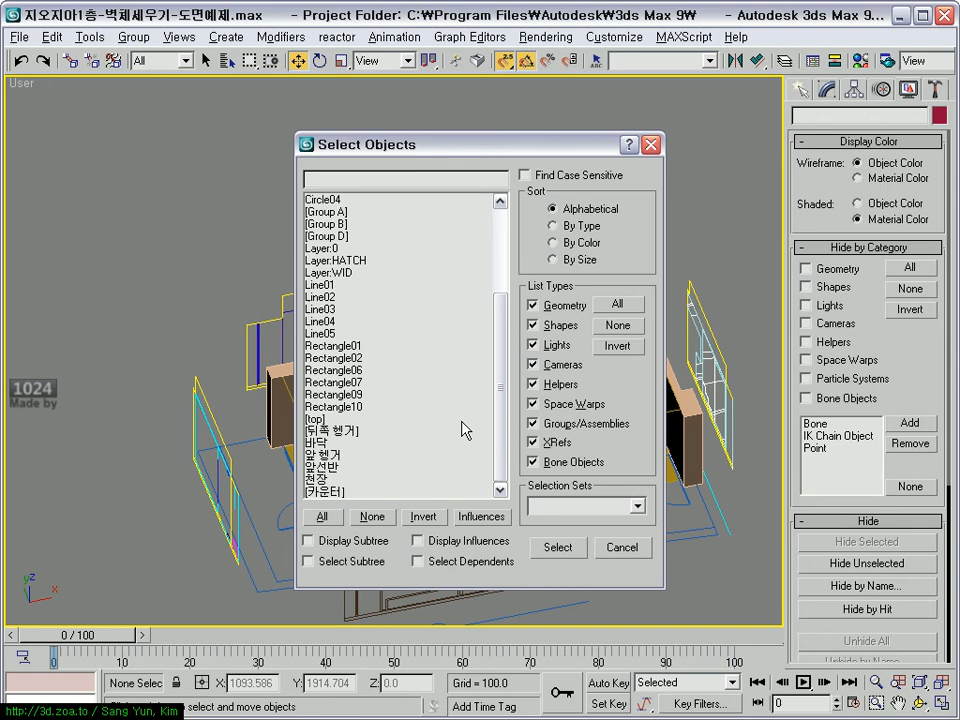 지오지아1층-벽체세우기-도면예제.max - Project Folder: C:₩Program Files₩Autodesk₩3ds Max 9₩ - Autodesk 3ds Max 9...
File Edit Tools Group Views Create Modifiers reactor Animation Graph Editors Rendering Customize MAXScript Help
All View View
User
Select Objects
Find Case Sensitive
Sort
Alphabetical
By Type
By Color
By Size
Circle04
[Group A]
[Group B]
[Group D]
Layer:0
Layer:HATCH
Layer:WID
Line01
Line02
Line03
Line04
Line05
Rectangle01
Rectangle02
Rectangle06
Rectangle07
Rectangle09
Rectangle10
[top]
[뒤쪽 헹거]
바닥
앞 헹거
앞선반
천장
[카운터]
List Types
Geometry All
Shapes None
Lights Invert
Cameras
Helpers
Space Warps
Groups/Assemblies
XRefs
Bone Objects
Selection Sets
All None Invert Influences
Display Subtree Display Influences
Select Subtree Select Dependents
Select Cancel
Display Color
Wireframe: Object Color
Material Color
Shaded: Object Color
Material Color
Hide by Category
Geometry All
Shapes None
Lights Invert
Cameras
Helpers
Space Warps
Particle Systems
Bone Objects
Bone
IK Chain Object
Point
Add
Remove
None
Hide
Hide Selected
Hide Unselected
Hide by Name...
Hide by Hit
Unhide All
Unhide by Name...
1024
Made by
z
y
x
0 / 100
0 10 20 30 40 50 60 70 80 90 100
None Selec X: 1093.586 Y: 1914.704 Z: 0.0 Grid = 100.0 Auto Key Selected
Add Time Tag Set Key Key Filters... 0
http://3d.zoa.to / Sang Yun, Kim to select and move objects